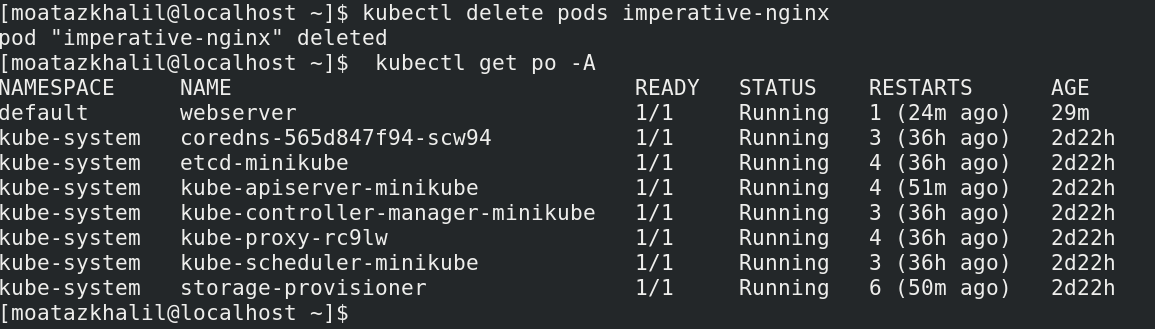 [moatazkhalil@localhost ~]$ kubectl delete pods imperative-nginx
pod "imperative-nginx" deleted
[moatazkhalil@localhost ~]$  kubectl get po -A
NAMESPACE     NAME                               READY   STATUS    RESTARTS      AGE
default       webserver                          1/1     Running   1 (24m ago)   29m
kube-system   coredns-565d847f94-scw94           1/1     Running   3 (36h ago)   2d22h
kube-system   etcd-minikube                      1/1     Running   4 (36h ago)   2d22h
kube-system   kube-apiserver-minikube            1/1     Running   4 (51m ago)   2d22h
kube-system   kube-controller-manager-minikube   1/1     Running   3 (36h ago)   2d22h
kube-system   kube-proxy-rc9lw                   1/1     Running   4 (36h ago)   2d22h
kube-system   kube-scheduler-minikube            1/1     Running   3 (36h ago)   2d22h
kube-system   storage-provisioner                1/1     Running   6 (50m ago)   2d22h
[moatazkhalil@localhost ~]$